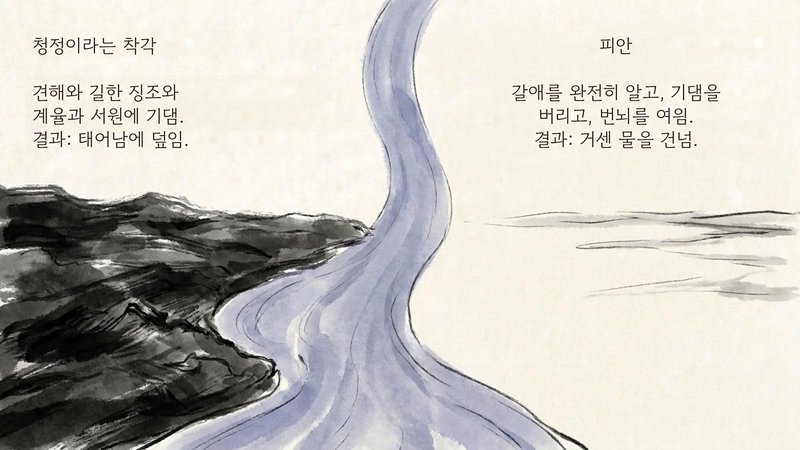 청정이라는 착각
견해와 길한 징조와
계율과 서원에 기댐.
결과: 태어남에 덮임.
피안
갈애를 완전히 알고, 기댐을
버리고, 번뇌를 여읨.
결과: 거센 물을 건넘.